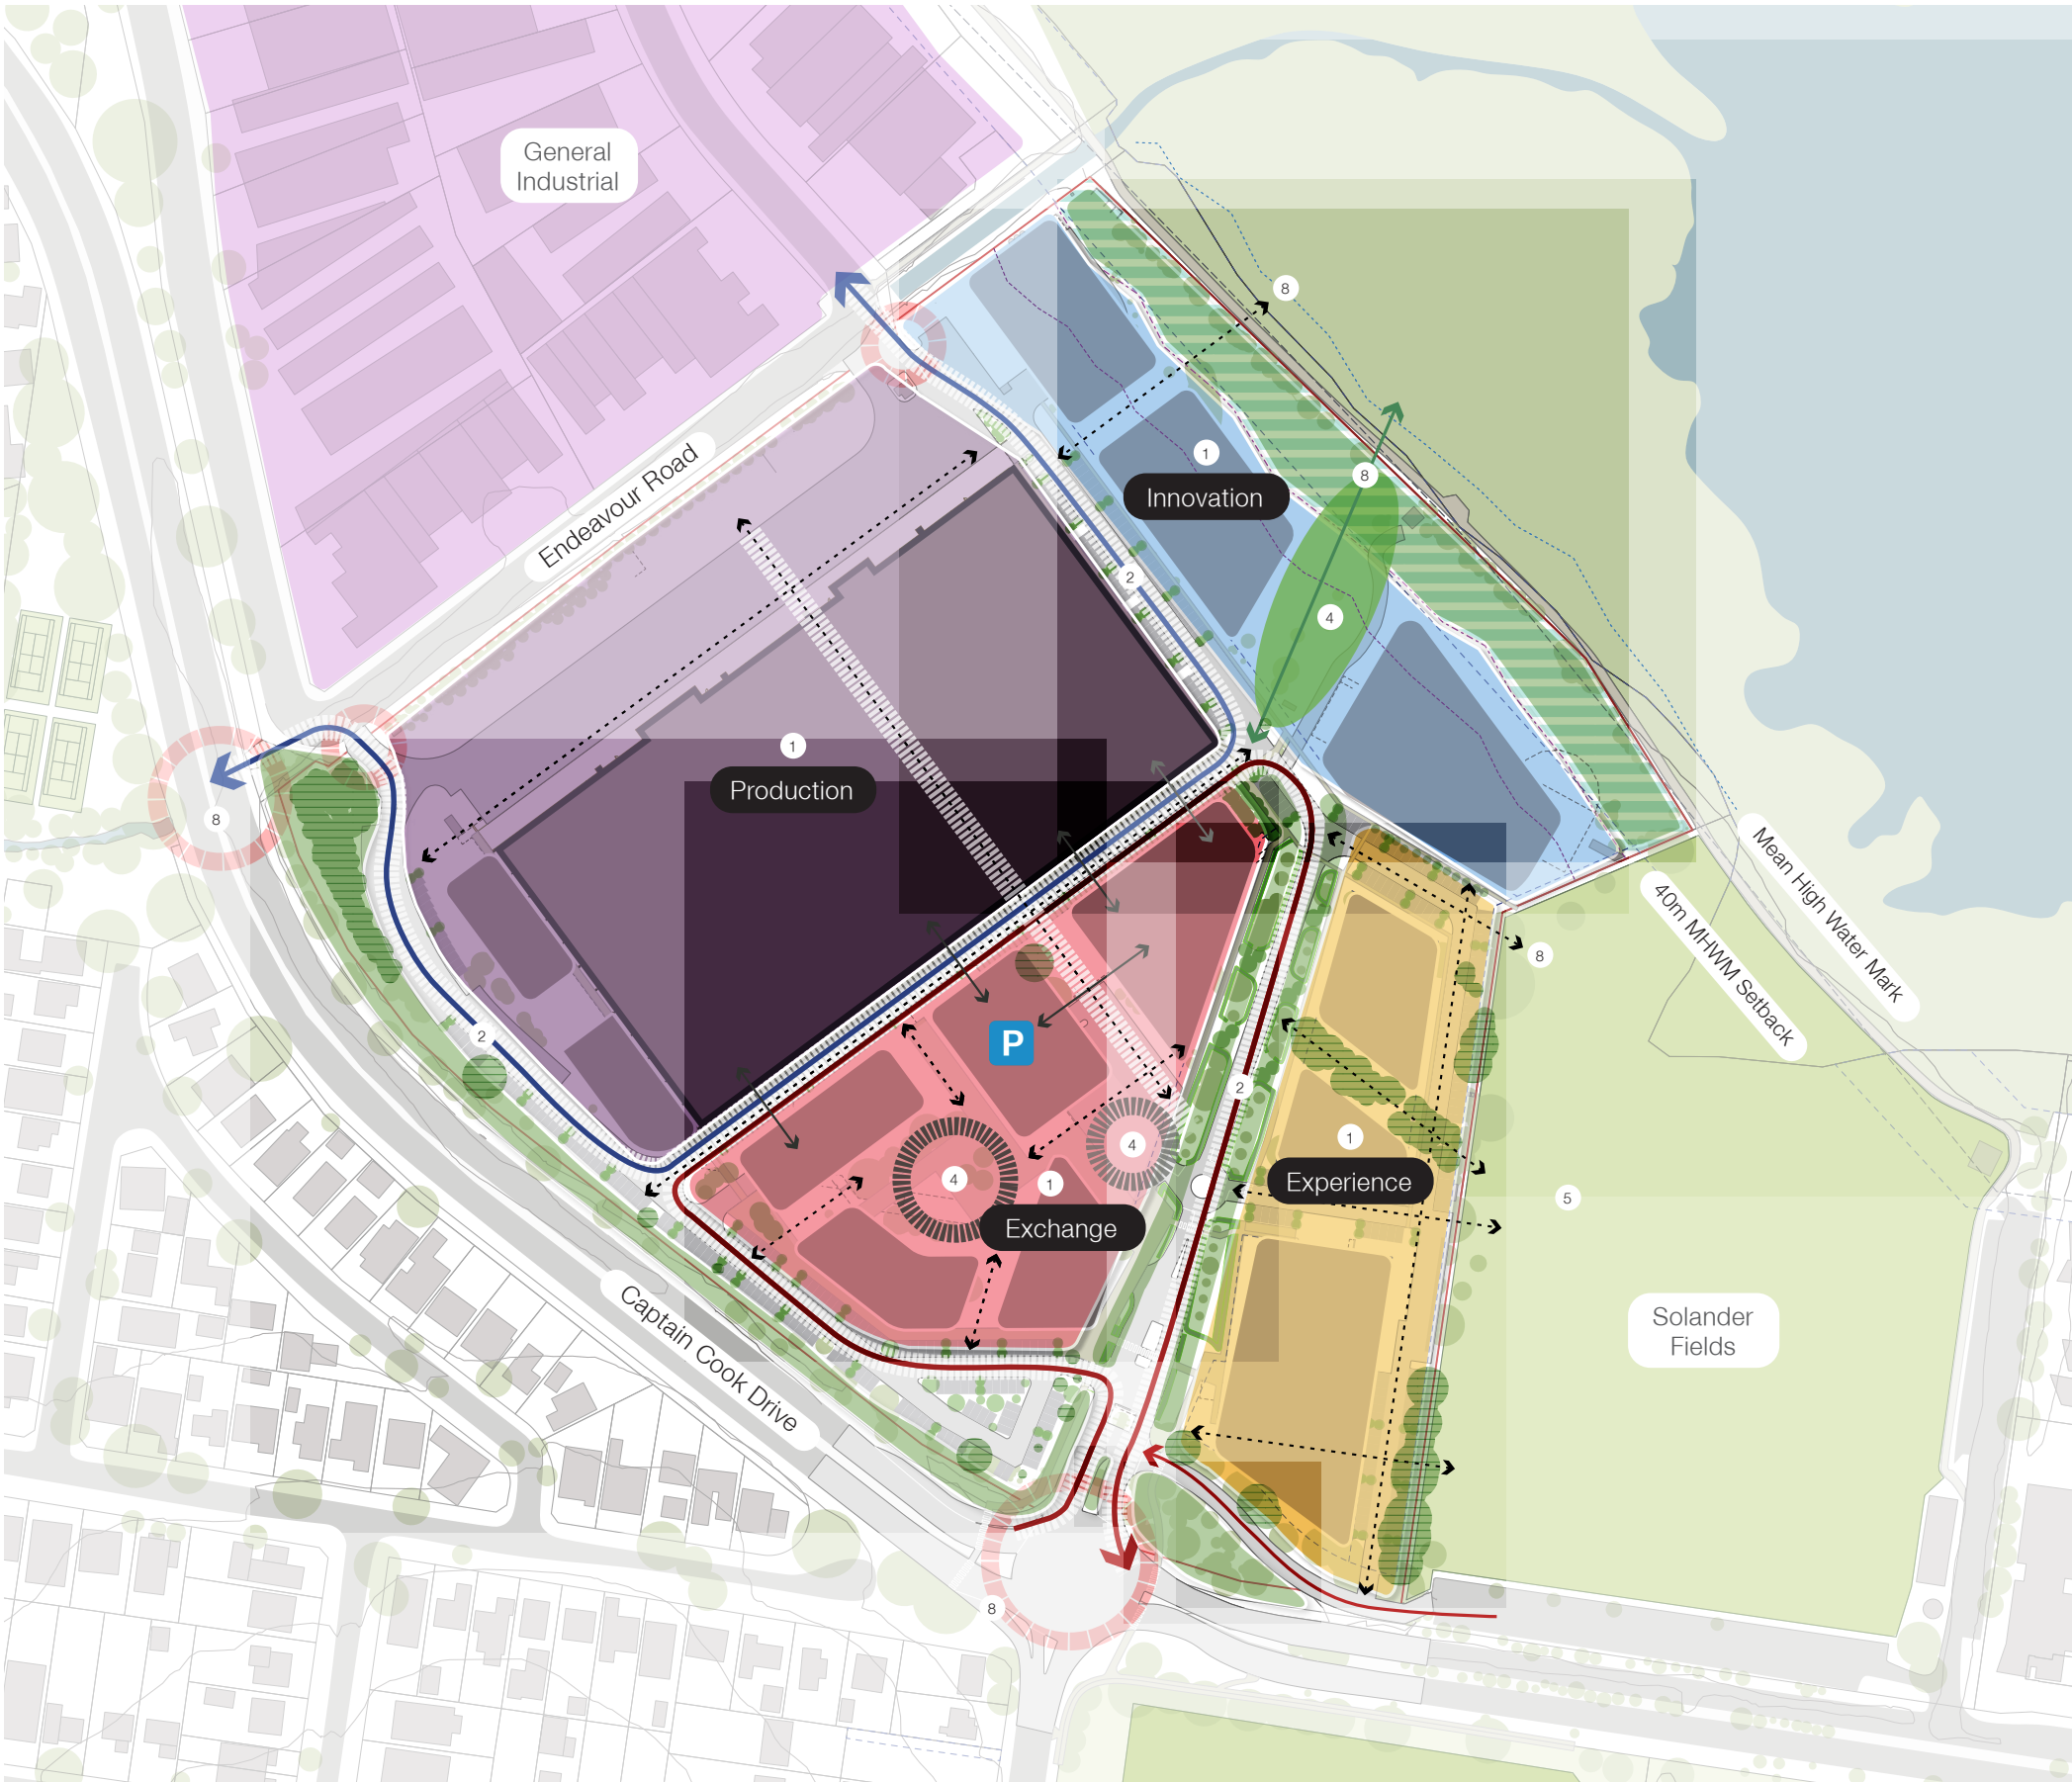 General
Industrial
8
Endeavour Road
1
Innovation
8
2
4
1
Production
8
Mean High Water Mark
40m MHWM Setback
8
2
P
2
1
Experience
4
4
1
Exchange
5
Captain Cook Drive
Solander
Fields
8